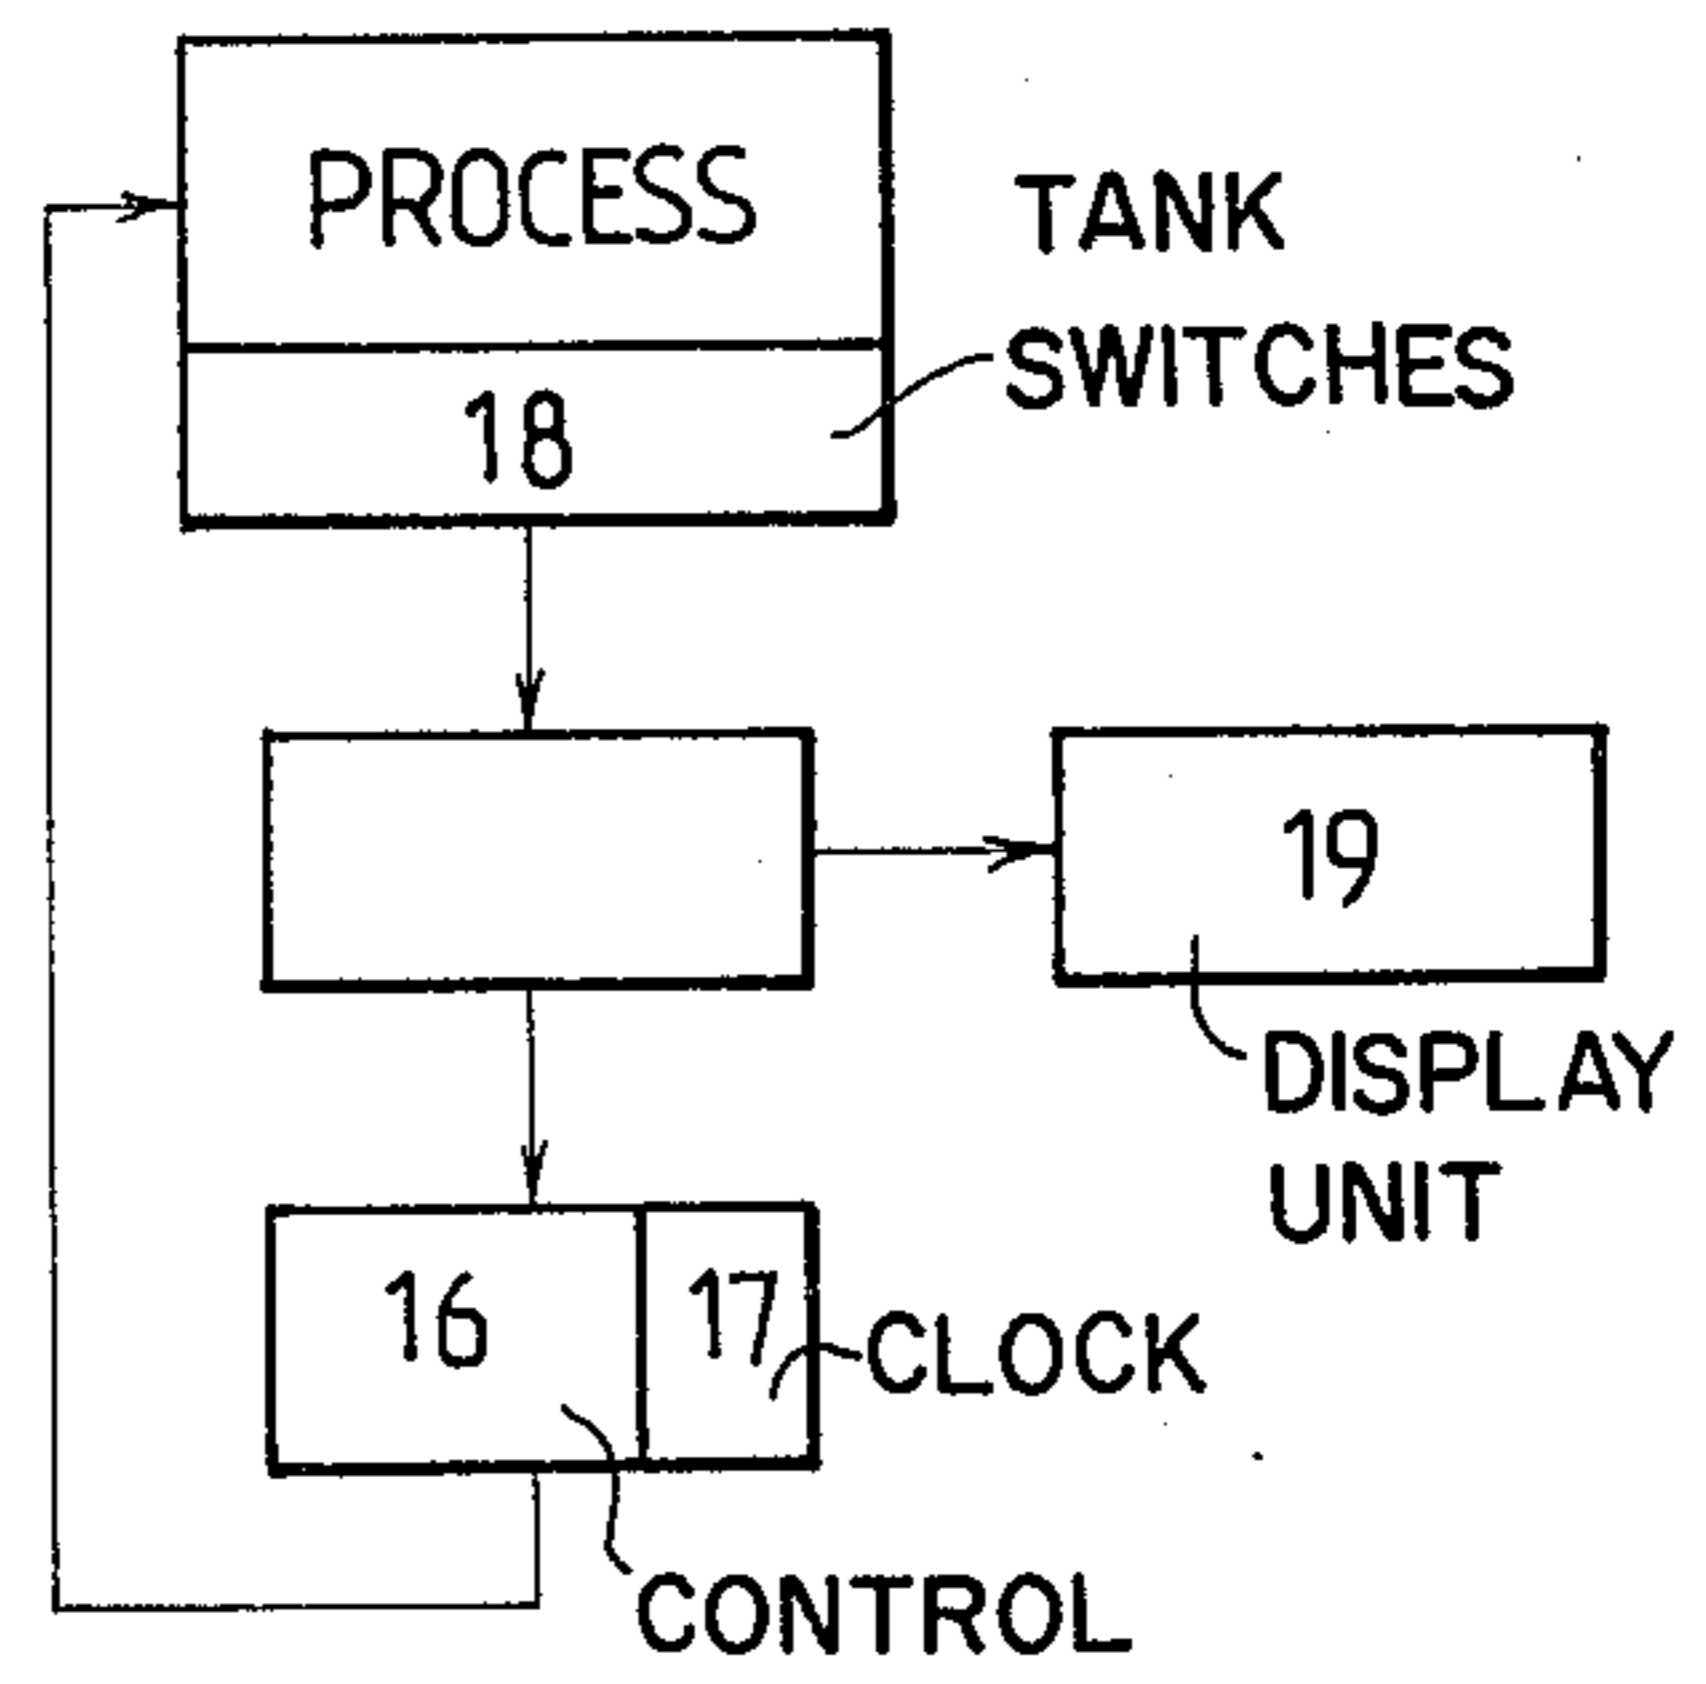 PROCESS
TANK
SWITCHES
18
19
DISPLAY
UNIT
16
17
CLOCK
CONTROL